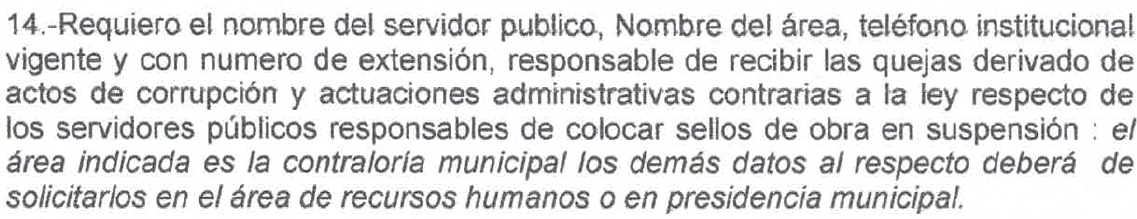 14.-Requiero el nombre del servidor publico, Nombre del área, teléfono institucional
vigente y con numero de extensión, responsable de recibir las quejas derivado de
actos de corrupción y actuaciones administrativas contrarias a la ley respecto de
los servidores públicos responsables de colocar sellos de obra en suspensión : el
área indicada es la contraloría municipal los demás datos al respecto deberá de
solicitarlos en el área de recursos humanos o en presidencia municipal.